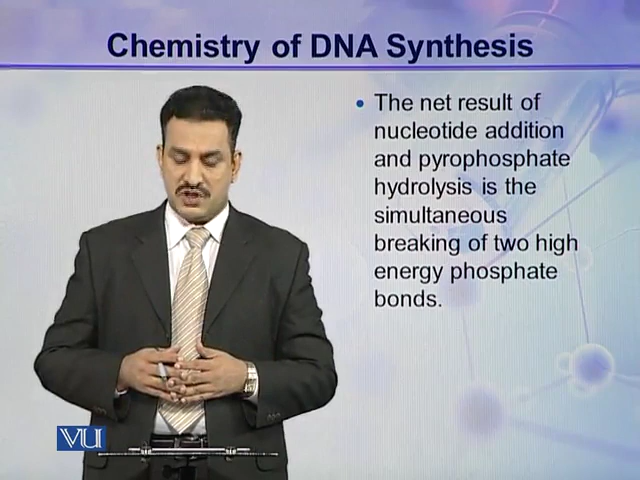 Chemistry of DNA Synthesis
• The net result of
nucleotide addition
and pyrophosphate
hydrolysis is the
simultaneous
breaking of two high
energy phosphate
bonds.
VU